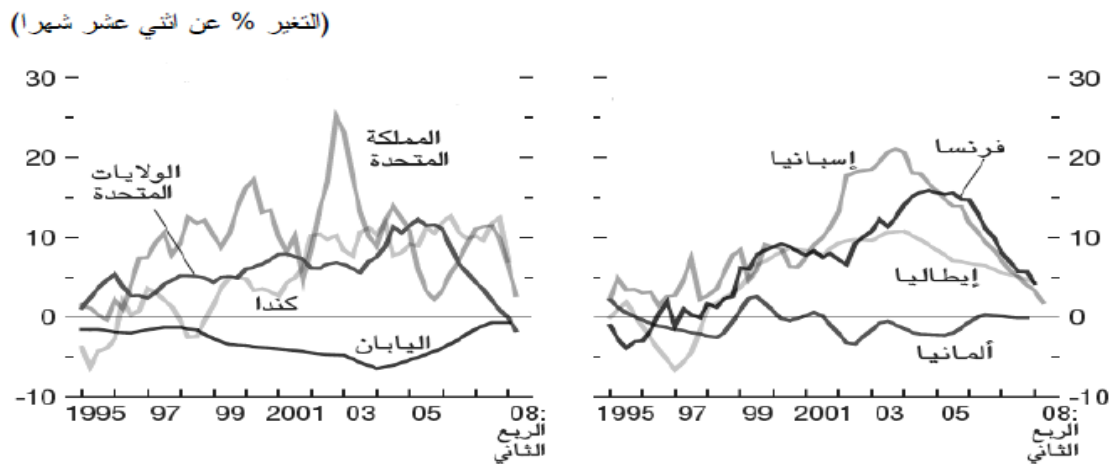 (التغير % عن اثني عشر شهرا)
30
20
10
0
-10
المملكة
المتحدة
الولايات
المتحدة
كندا
اليابان
1995 97 99 2001 03 05 08:
الربع
الثاني
30
20
10
0
-10
فرنسا
إسبانيا
إيطاليا
ألمانيا
1995 97 99 2001 03 05 08:
الربع
الثاني